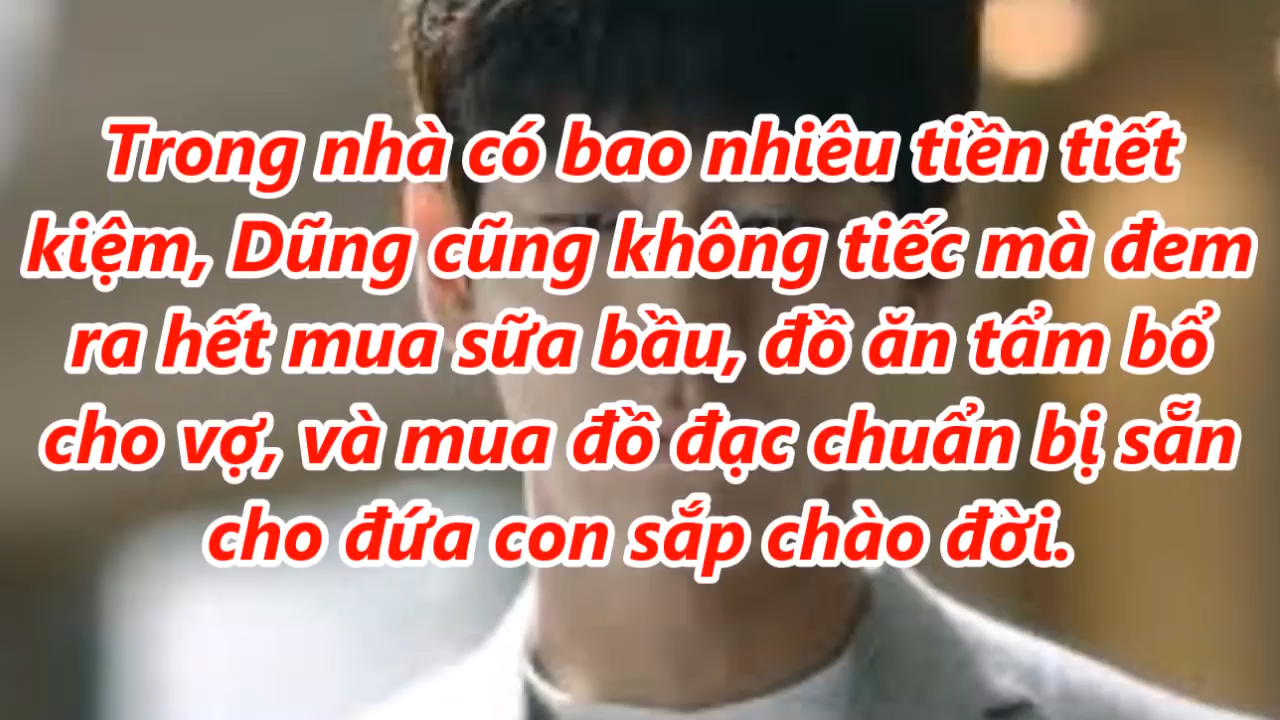 Trong nhà có bao nhiêu tiền tiết
kiệm, Dũng cũng không tiếc mà đem
ra hết mua sữa bầu, đồ ăn tẩm bổ
cho vợ, và mua đồ đạc chuẩn bị sẵn
cho đứa con sắp chào đời.